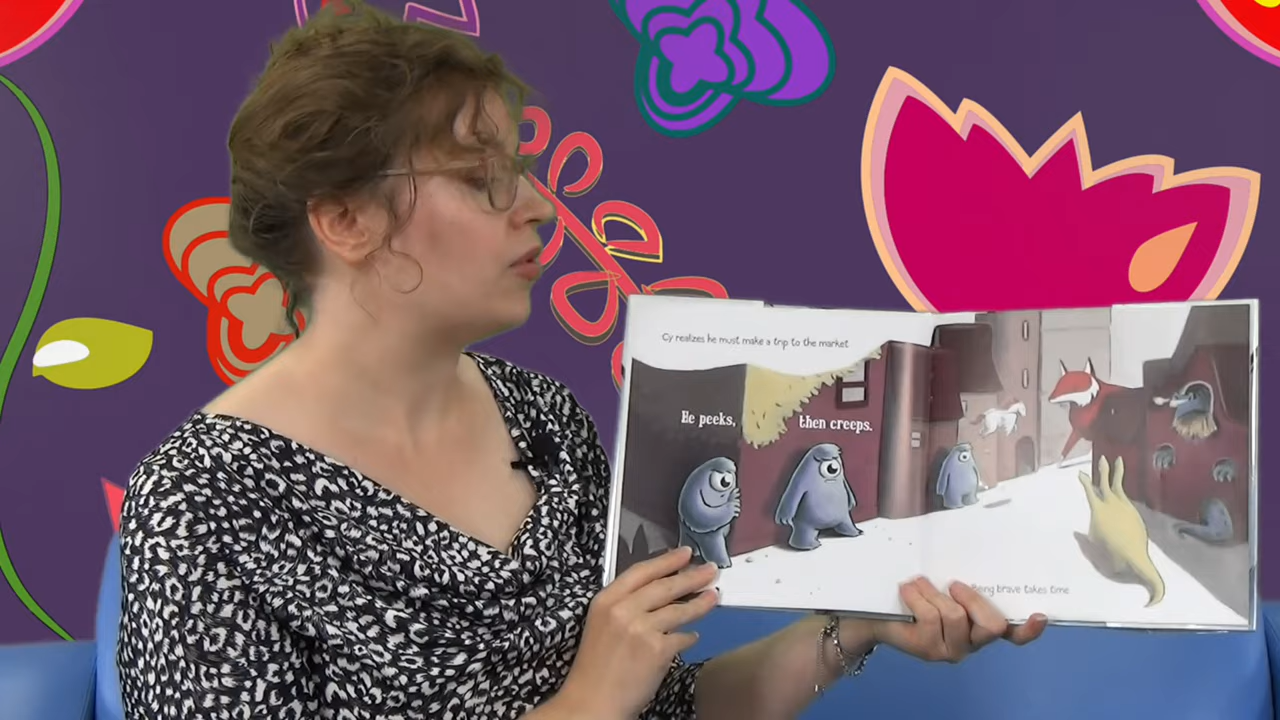 Cy realizes he must make a trip to the market
He peeks,
then creeps.
Being brave takes time